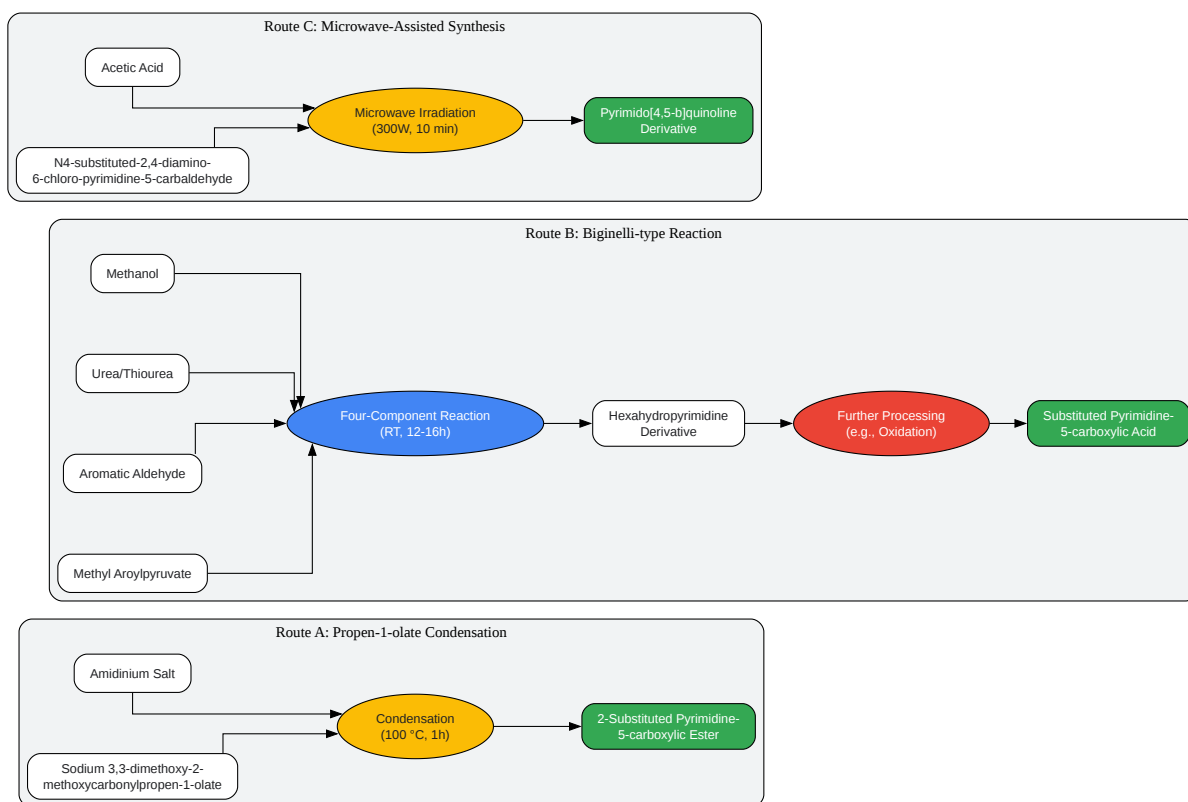 Route C: Microwave-Assisted Synthesis
Acetic Acid
Microwave Irradiation
(300W, 10 min)
Pyrimido[4,5-b]quinoline
Derivative
N4-substituted-2,4-diamino-
6-chloro-pyrimidine-5-carbaldehyde
Route B: Biginelli-type Reaction
Methanol
Urea/Thiourea
Four-Component Reaction
(RT, 12-16h)
Hexahydropyrimidine
Derivative
Further Processing
(e.g., Oxidation)
Substituted Pyrimidine-
5-carboxylic Acid
Aromatic Aldehyde
Methyl Aroylpyruvate
Route A: Propen-1-olate Condensation
Amidinium Salt
Condensation
(100 °C, 1h)
2-Substituted Pyrimidine-
5-carboxylic Ester
Sodium 3,3-dimethoxy-2-
methoxycarbonylpropen-1-olate